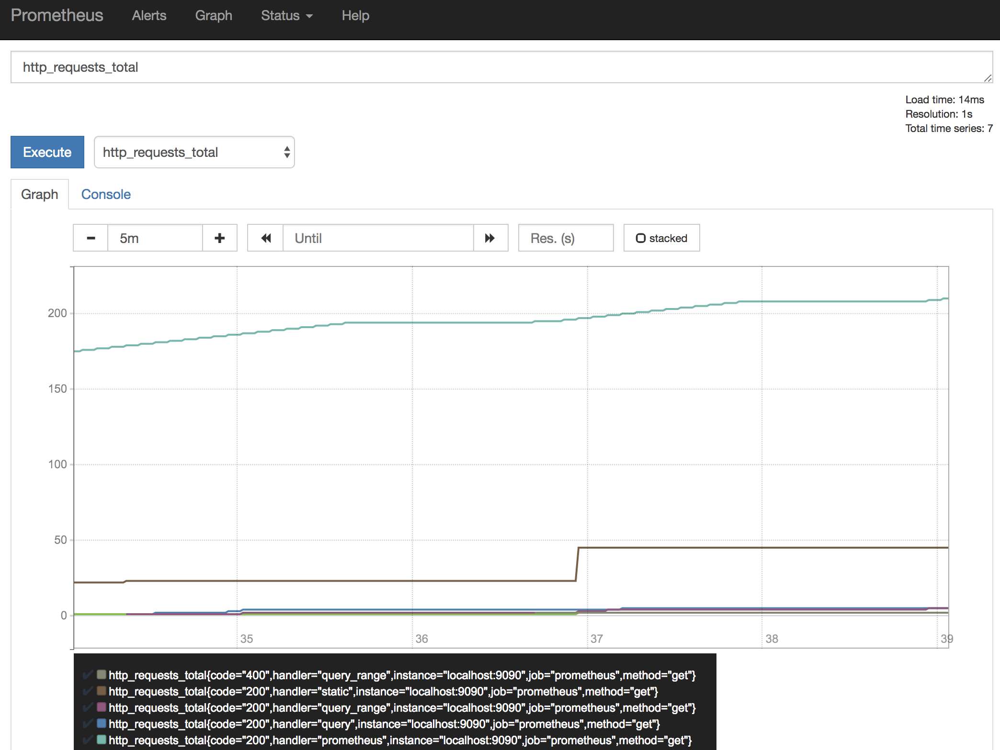 Prometheus Alerts Graph Status Help
http_requests_total
Load time: 14ms
Resolution: 1s
Total time series: 7
Execute http_requests_total
Graph Console
5m Until Res. (s) stacked
200
150
100
50
0
35 36 37 38 39
http_requests_total{code="400",handler="query_range",instance="localhost:9090",job="prometheus",method="get"}
http_requests_total{code="200",handler="static",instance="localhost:9090",job="prometheus",method="get"}
http_requests_total{code="200",handler="query_range",instance="localhost:9090",job="prometheus",method="get"}
http_requests_total{code="200",handler="query",instance="localhost:9090",job="prometheus",method="get"}
http_requests_total{code="200",handler="prometheus",instance="localhost:9090",job="prometheus",method="get"}